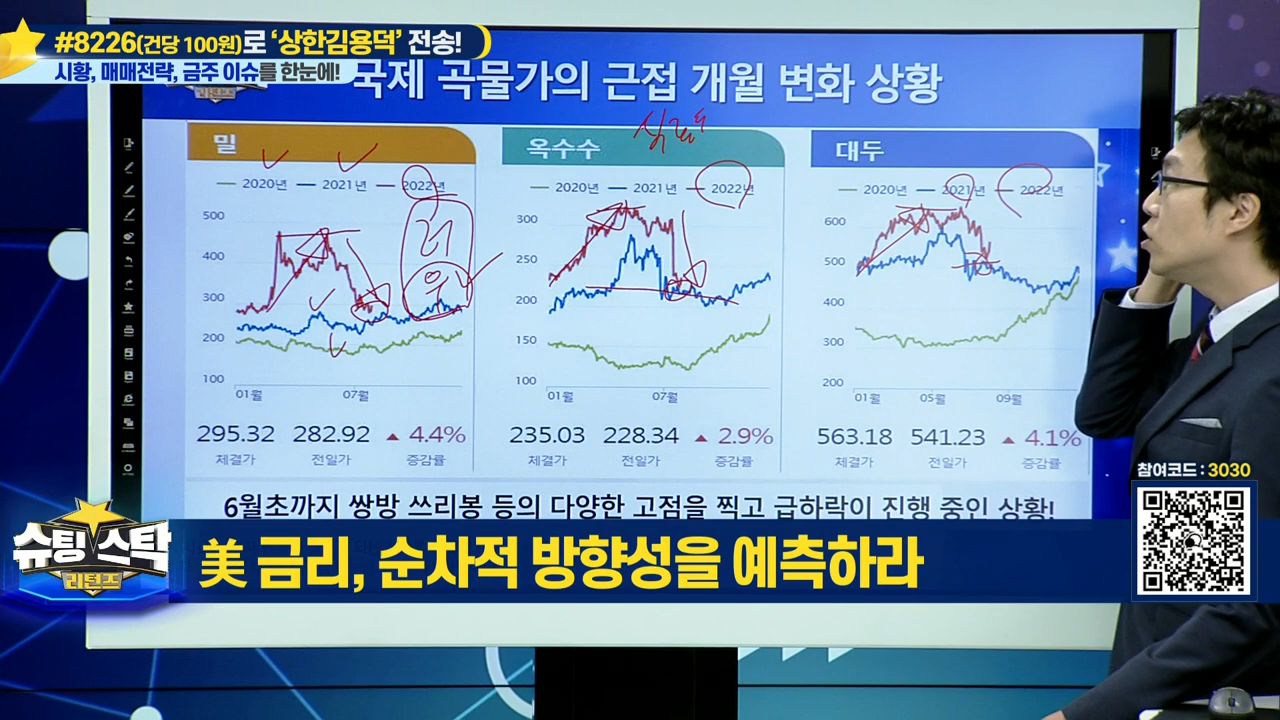 #8226(건당 100원)로 ‘상한김용덕’ 전송!
시황, 매매전략, 금주 이슈를 한눈에!
국제 곡물가의 근접 개월 변화 상황
리턴즈
밀
2020년 2021년 2022년
500
400
300
200
100
01월 07월
295.32 282.92 ▲ 4.4%
체결가 전일가 증감률
옥수수
2020년 2021년 2022년
300
250
200
150
100
01월 07월
235.03 228.34 ▲ 2.9%
체결가 전일가 증감률
대두
2020년 2021년 2022년
600
500
400
300
200
01월 05월 09월
563.18 541.23 ▲ 4.1%
체결가 전일가 증감률
6월초까지 쌍방 쓰리봉 등의 다양한 고점을 찍고 급하락이 진행 중인 상황!
참여코드 : 3030
슈팅 스탁
리턴즈
美 금리, 순차적 방향성을 예측하라